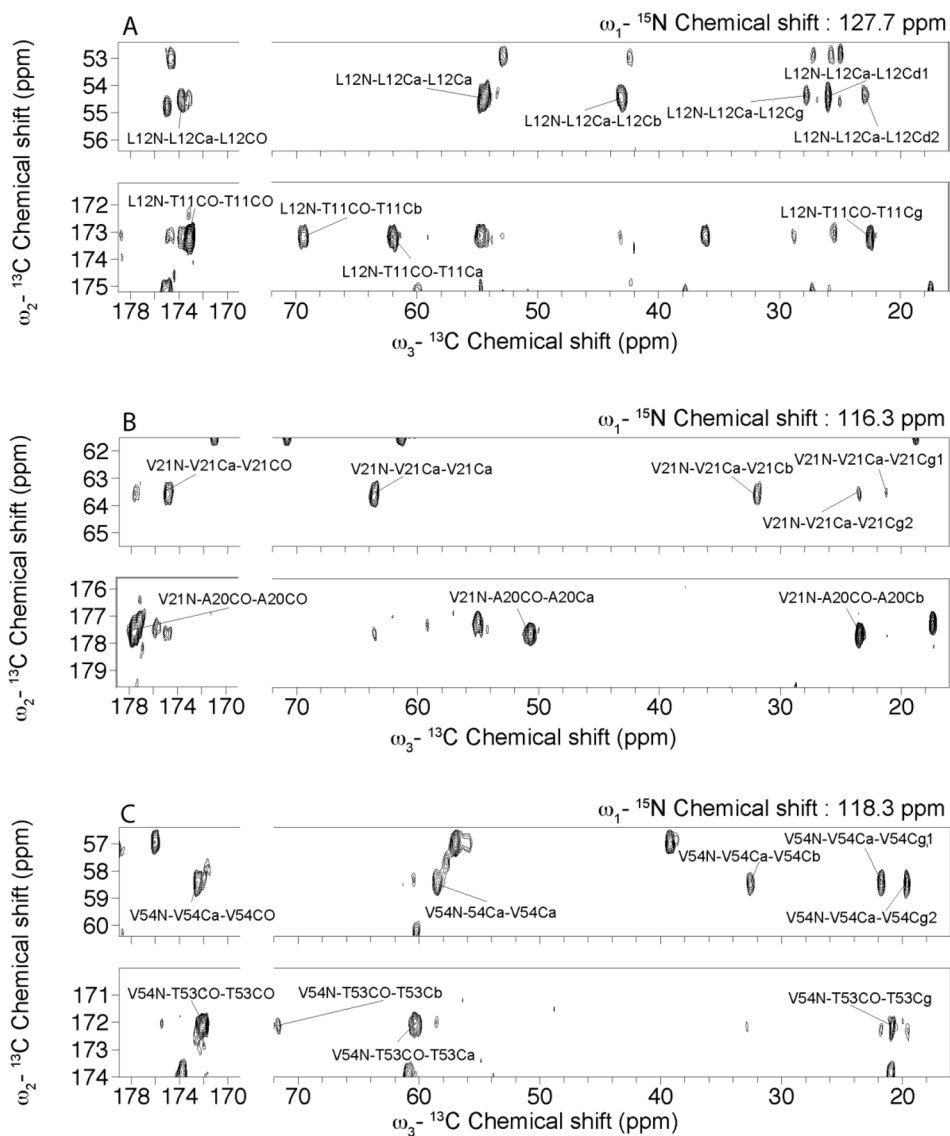 A
ω1- 15N Chemical shift : 127.7 ppm
53
54
55
56
L12N-L12Ca-L12Ca
L12N-L12Ca-L12Cd1
L12N-L12Ca-L12Cb
L12N-L12Ca-L12Cg
L12N-L12Ca-L12CO
L12N-L12Ca-L12Cd2
172
173
174
175
L12N-T11CO-T11CO
L12N-T11CO-T11Cb
L12N-T11CO-T11Cg
L12N-T11CO-T11Ca
178 174 170 70 60 50 40 30 20
ω3- 13C Chemical shift (ppm)
ω2- 13C Chemical shift (ppm)
B
ω1- 15N Chemical shift : 116.3 ppm
62
63
64
65
V21N-V21Ca-V21CO
V21N-V21Ca-V21Ca
V21N-V21Ca-V21Cb
V21N-V21Ca-V21Cg1
V21N-V21Ca-V21Cg2
176
177
178
179
V21N-A20CO-A20CO
V21N-A20CO-A20Ca
V21N-A20CO-A20Cb
178 174 170 70 60 50 40 30 20
ω3- 13C Chemical shift (ppm)
ω2- 13C Chemical shift (ppm)
C
ω1- 15N Chemical shift : 118.3 ppm
57
58
59
60
V54N-V54Ca-V54Cg1
V54N-V54Ca-V54Cb
V54N-V54Ca-V54CO
V54N-54Ca-V54Ca
V54N-V54Ca-V54Cg2
171
172
173
174
V54N-T53CO-T53CO
V54N-T53CO-T53Cb
V54N-T53CO-T53Cg
V54N-T53CO-T53Ca
178 174 170 70 60 50 40 30 20
ω3- 13C Chemical shift (ppm)
ω2- 13C Chemical shift (ppm)